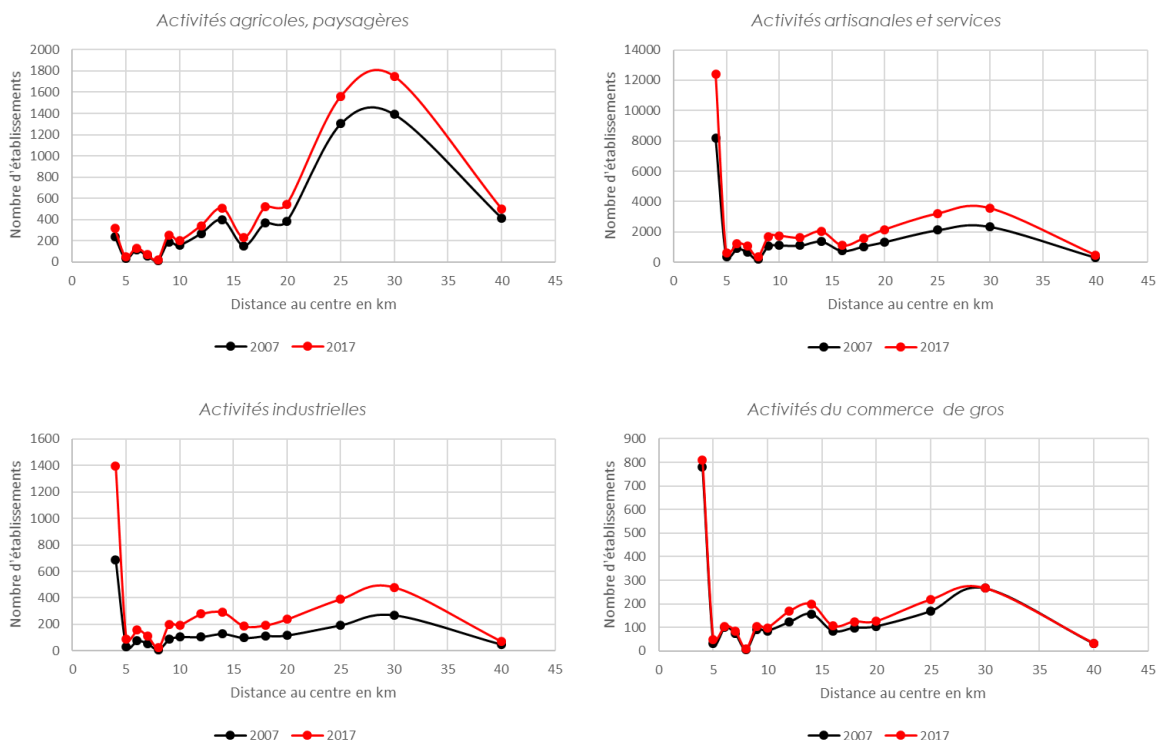 Activités agricoles, paysagères
Nombre d'établissements
2000
1800
1600
1400
1200
1000
800
600
400
200
0
0 5 10 15 20 25 30 35 40 45
Distance au centre en km
2007 2017
Activités artisanales et services
Nombre d'établissements
14000
12000
10000
8000
6000
4000
2000
0
0 5 10 15 20 25 30 35 40 45
Distance au centre en km
2007 2017
Activités industrielles
Nombre d'établissements
1600
1400
1200
1000
800
600
400
200
0
0 5 10 15 20 25 30 35 40 45
Distance au centre en km
2007 2017
Activités du commerce de gros
Nombre d'établissements
900
800
700
600
500
400
300
200
100
0
0 5 10 15 20 25 30 35 40 45
Distance au centre en km
2007 2017